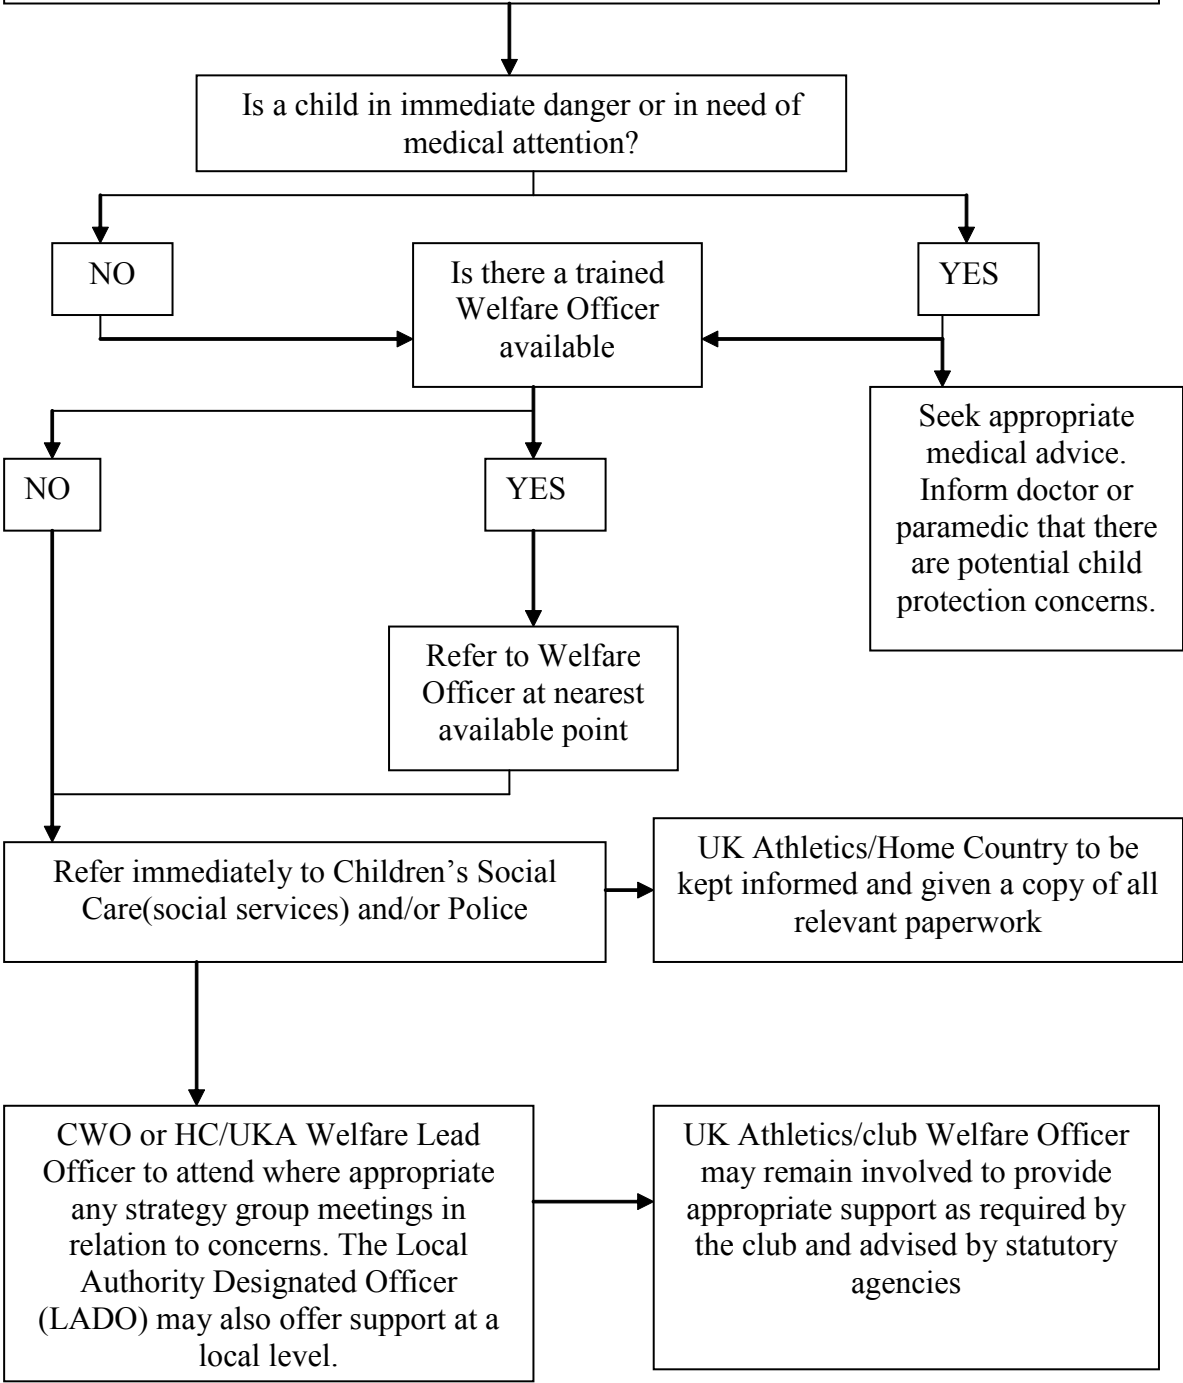 Is a child in immediate danger or in need of
medical attention?
NO
Is there a trained
Welfare Officer
available
YES
Seek appropriate
medical advice.
Inform doctor or
paramedic that there
are potential child
protection concerns.
NO
YES
Refer to Welfare
Officer at nearest
available point
Refer immediately to Children’s Social
Care(social services) and/or Police
UK Athletics/Home Country to be
kept informed and given a copy of all
relevant paperwork
CWO or HC/UKA Welfare Lead
Officer to attend where appropriate
any strategy group meetings in
relation to concerns. The Local
Authority Designated Officer
(LADO) may also offer support at a
local level.
UK Athletics/club Welfare Officer
may remain involved to provide
appropriate support as required by
the club and advised by statutory
agencies